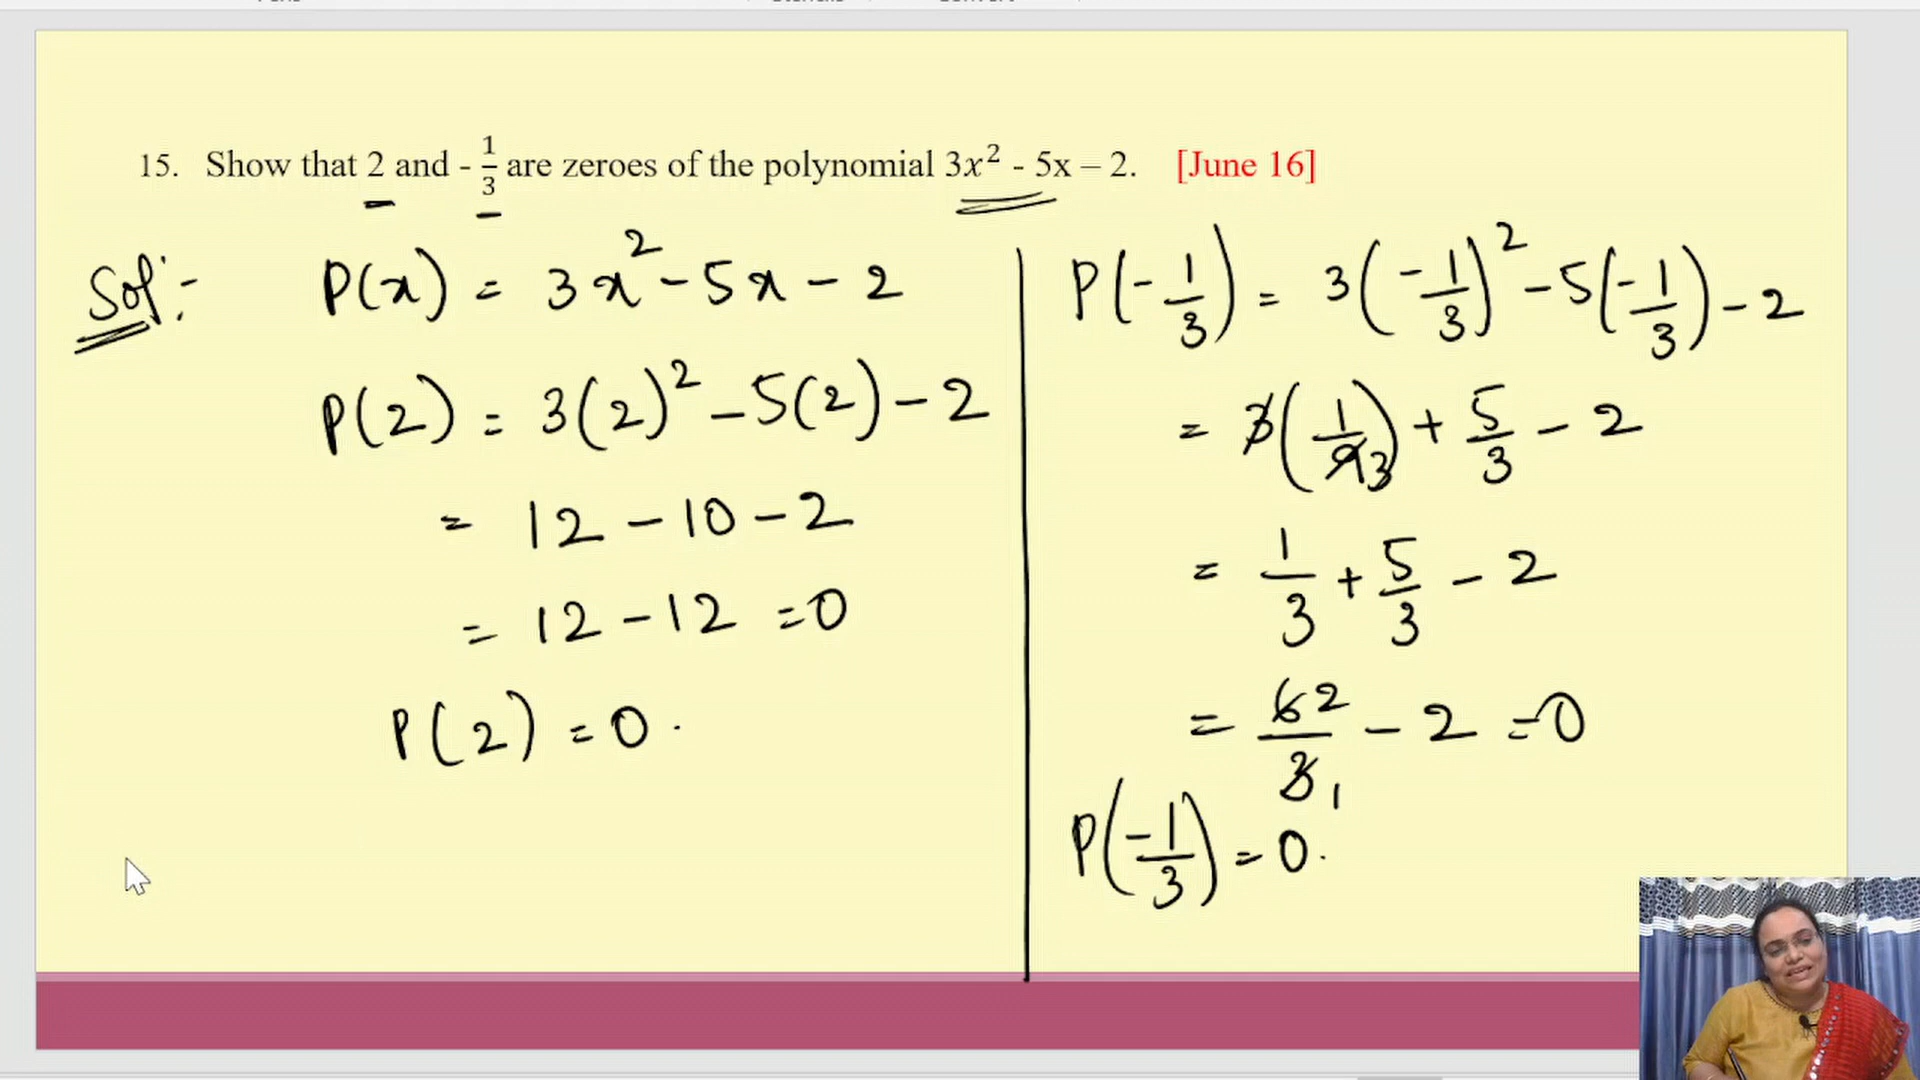 15. Show that 2 and - 1/3 are zeroes of the polynomial 3x² - 5x – 2. [June 16]
Sol:-
P(x) = 3x² - 5x - 2
P(2) = 3(2)² - 5(2) - 2
= 12 - 10 - 2
= 12 - 12 = 0
P(2) = 0.
P(-1/3) = 3(-1/3)² - 5(-1/3) - 2
= 3(1/9 3) + 5/3 - 2
= 1/3 + 5/3 - 2
= 6 2/3 1 - 2 = 0
P(-1/3) = 0.